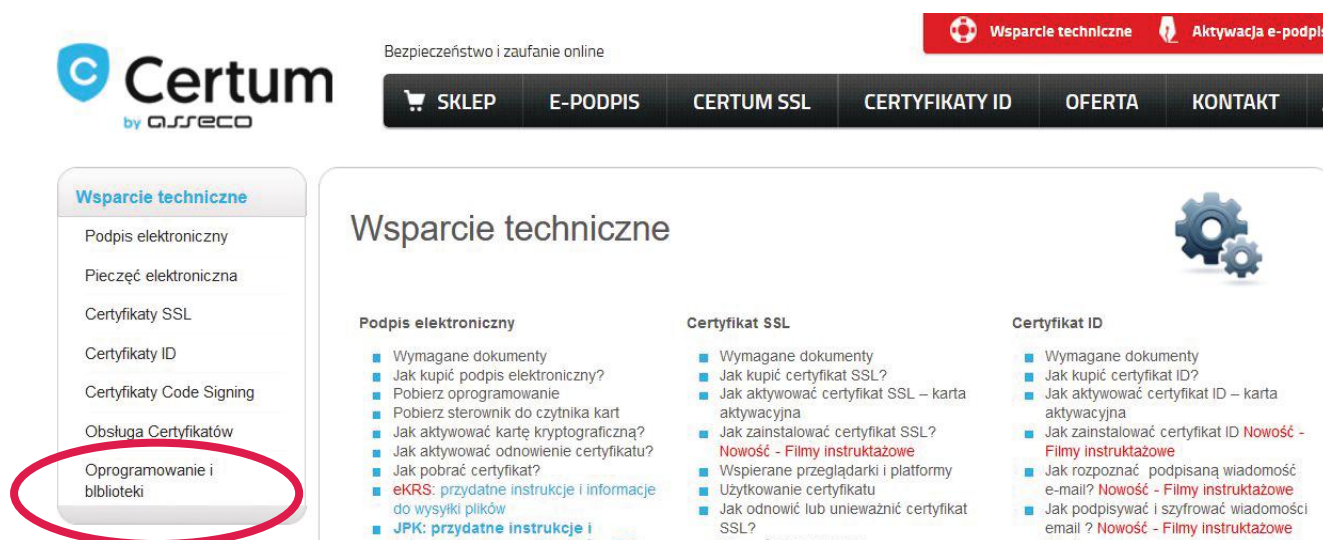 Wsparcie techniczne
Aktywacja e-podpis
Certum
by asseco
Bezpieczeństwo i zaufanie online
SKLEP
E-PODPIS
CERTUM SSL
CERTYFIKATY ID
OFERTA
KONTAKT
Wsparcie techniczne
Podpis elektroniczny
Pieczęć elektroniczna
Certyfikaty SSL
Certyfikaty ID
Certyfikaty Code Signing
Obsługa Certyfikatów
Oprogramowanie i
biblioteki
Wsparcie techniczne
Podpis elektroniczny
Wymagane dokumenty
Jak kupić podpis elektroniczny?
Pobierz oprogramowanie
Pobierz sterownik do czytnika kart
Jak aktywować kartę kryptograficzną?
Jak aktywować odnowienie certyfikatu?
Jak pobrać certyfikat?
eKRS: przydatne instrukcje i informacje
do wysyłki plików
JPK: przydatne instrukcje i
Certyfikat SSL
Wymagane dokumenty
Jak kupić certyfikat SSL?
Jak aktywować certyfikat SSL – karta
aktywacyjna
Jak zainstalować certyfikat SSL?
Nowość - Filmy instruktażowe
Wspierane przeglądarki i platformy
Użytkowanie certyfikatu
Jak odnowić lub unieważnić certyfikat
SSL?
Certyfikat ID
Wymagane dokumenty
Jak kupić certyfikat ID?
Jak aktywować certyfikat ID – karta
aktywacyjna
Jak zainstalować certyfikat ID Nowość -
Filmy instruktażowe
Jak rozpoznać podpisaną wiadomość
e-mail? Nowość - Filmy instruktażowe
Jak podpisywać i szyfrować wiadomości
email ? Nowość - Filmy instruktażowe